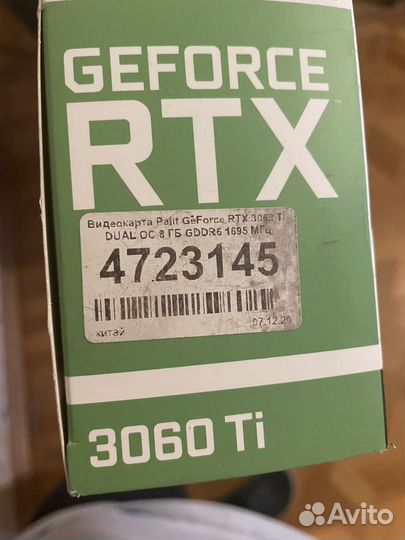 GEFORCE
RTX
Видеокарта Palit GeForce RTX 3060 Ti
DUAL OC 8 ГБ GDDR6 1695 МГц
4723145
китай 07.12.20
3060 Ti
Avito